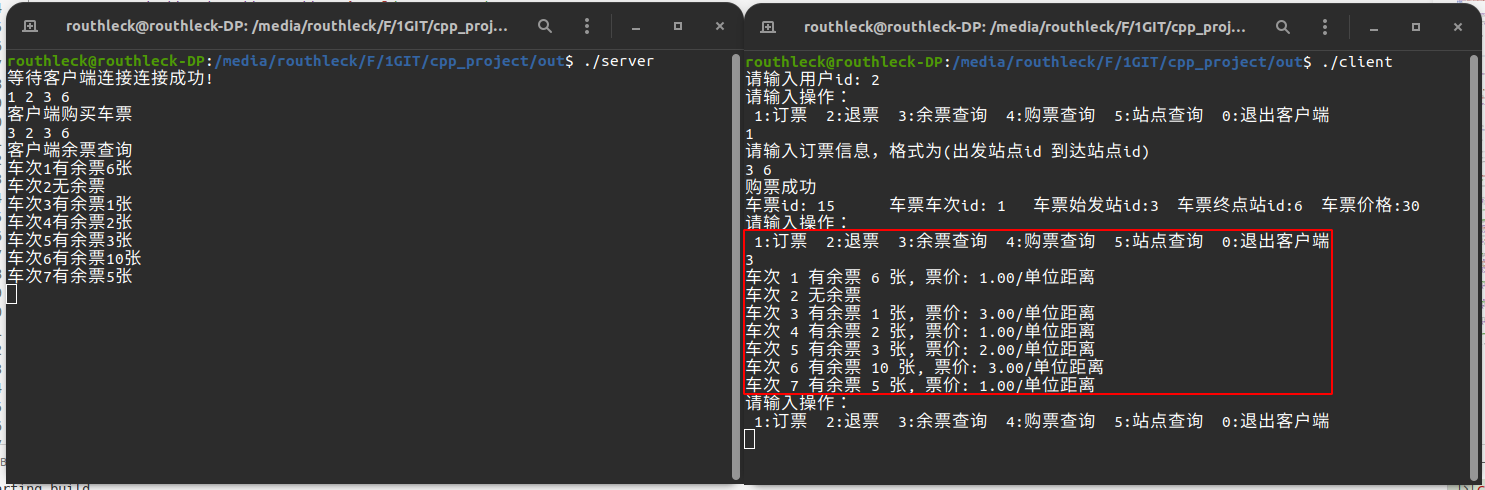 routhleck@routhleck-DP: /media/routhleck/F/1GIT/cpp_proj...
routhleck@routhleck-DP:/media/routhleck/F/1GIT/cpp_project/out$ ./server
等待客户端连接连接成功!
1 2 3 6
客户端购买车票
3 2 3 6
客户端余票查询
车次1有余票6张
车次2无余票
车次3有余票1张
车次4有余票2张
车次5有余票3张
车次6有余票10张
车次7有余票5张
routhleck@routhleck-DP: /media/routhleck/F/1GIT/cpp_proj...
routhleck@routhleck-DP:/media/routhleck/F/1GIT/cpp_project/out$ ./client
请输入用户id: 2
请输入操作：
1:订票 2:退票 3:余票查询 4:购票查询 5:站点查询 0:退出客户端
1
请输入订票信息，格式为(出发站点id 到达站点id)
3 6
购票成功
车票id: 15 车票车次id: 1 车票始发站id:3 车票终点站id:6 车票价格:30
请输入操作：
1:订票 2:退票 3:余票查询 4:购票查询 5:站点查询 0:退出客户端
3
车次 1 有余票 6 张, 票价: 1.00/单位距离
车次 2 无余票
车次 3 有余票 1 张, 票价: 3.00/单位距离
车次 4 有余票 2 张, 票价: 1.00/单位距离
车次 5 有余票 3 张, 票价: 2.00/单位距离
车次 6 有余票 10 张, 票价: 3.00/单位距离
车次 7 有余票 5 张, 票价: 1.00/单位距离
请输入操作：
1:订票 2:退票 3:余票查询 4:购票查询 5:站点查询 0:退出客户端